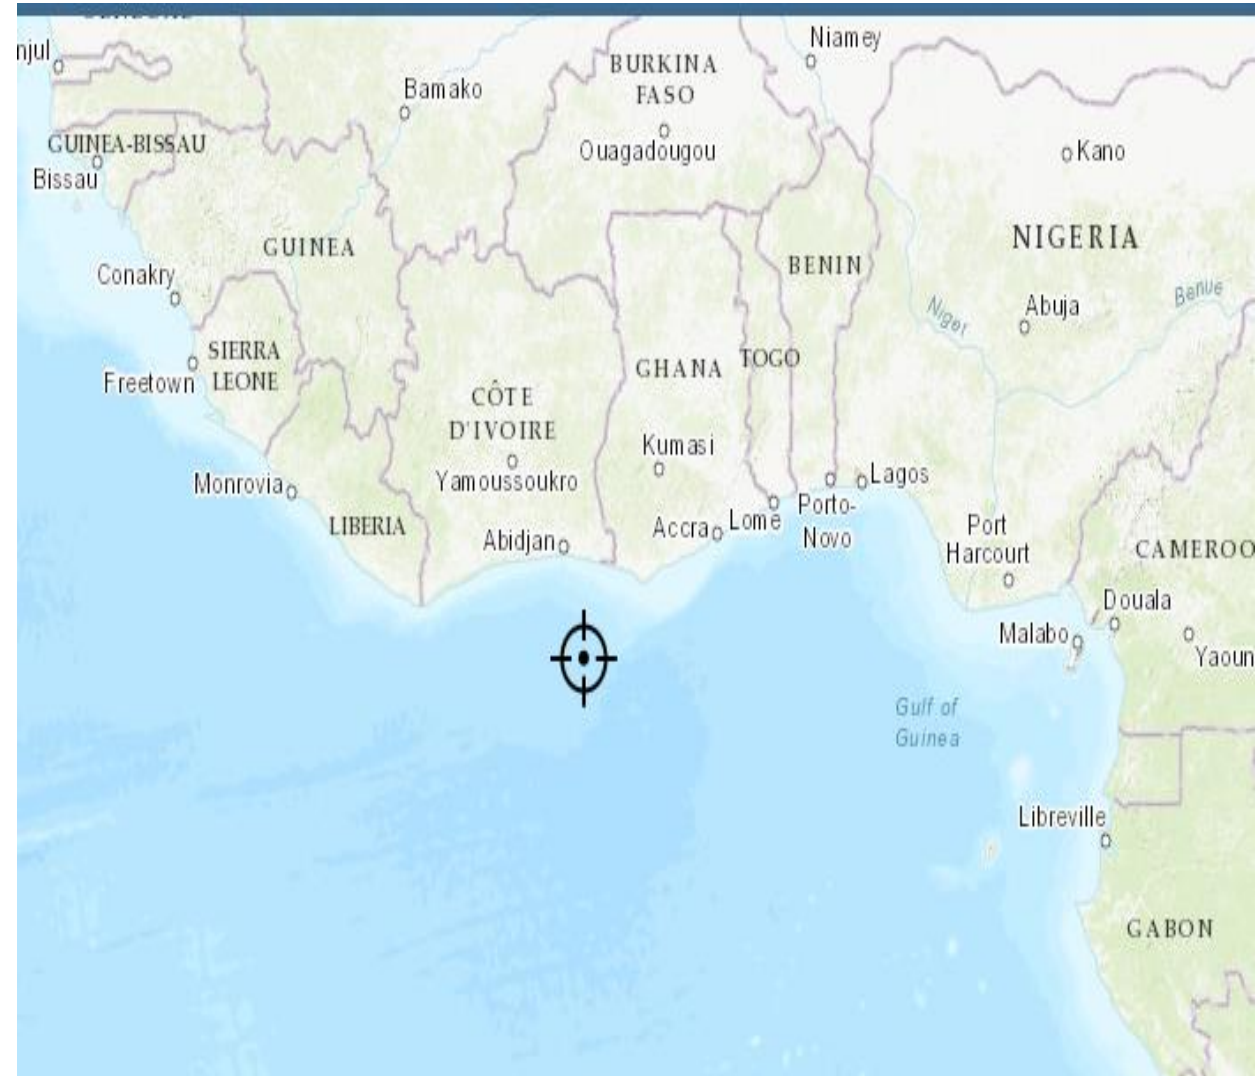 njul
Niamey
BURKINA
FASO
Bamako
Ouagadougou
GUINEA-BISSAU
Bissau
Kano
NIGERIA
GUINEA
BENIN
Conakry
Benue
Niger
Abuja
SIERRA
LEONE
Freetown
GHANA
TOGO
CÔTE
D'IVOIRE
Kumasi
Yamoussoukro
Monrovia
Lagos
LIBERIA
Abidjan
Accra
Lome
Porto-
Novo
Port
Harcourt
CAMEROO
Douala
Malabo
Yaoun
Gulf of
Guinea
Libreville
GABON